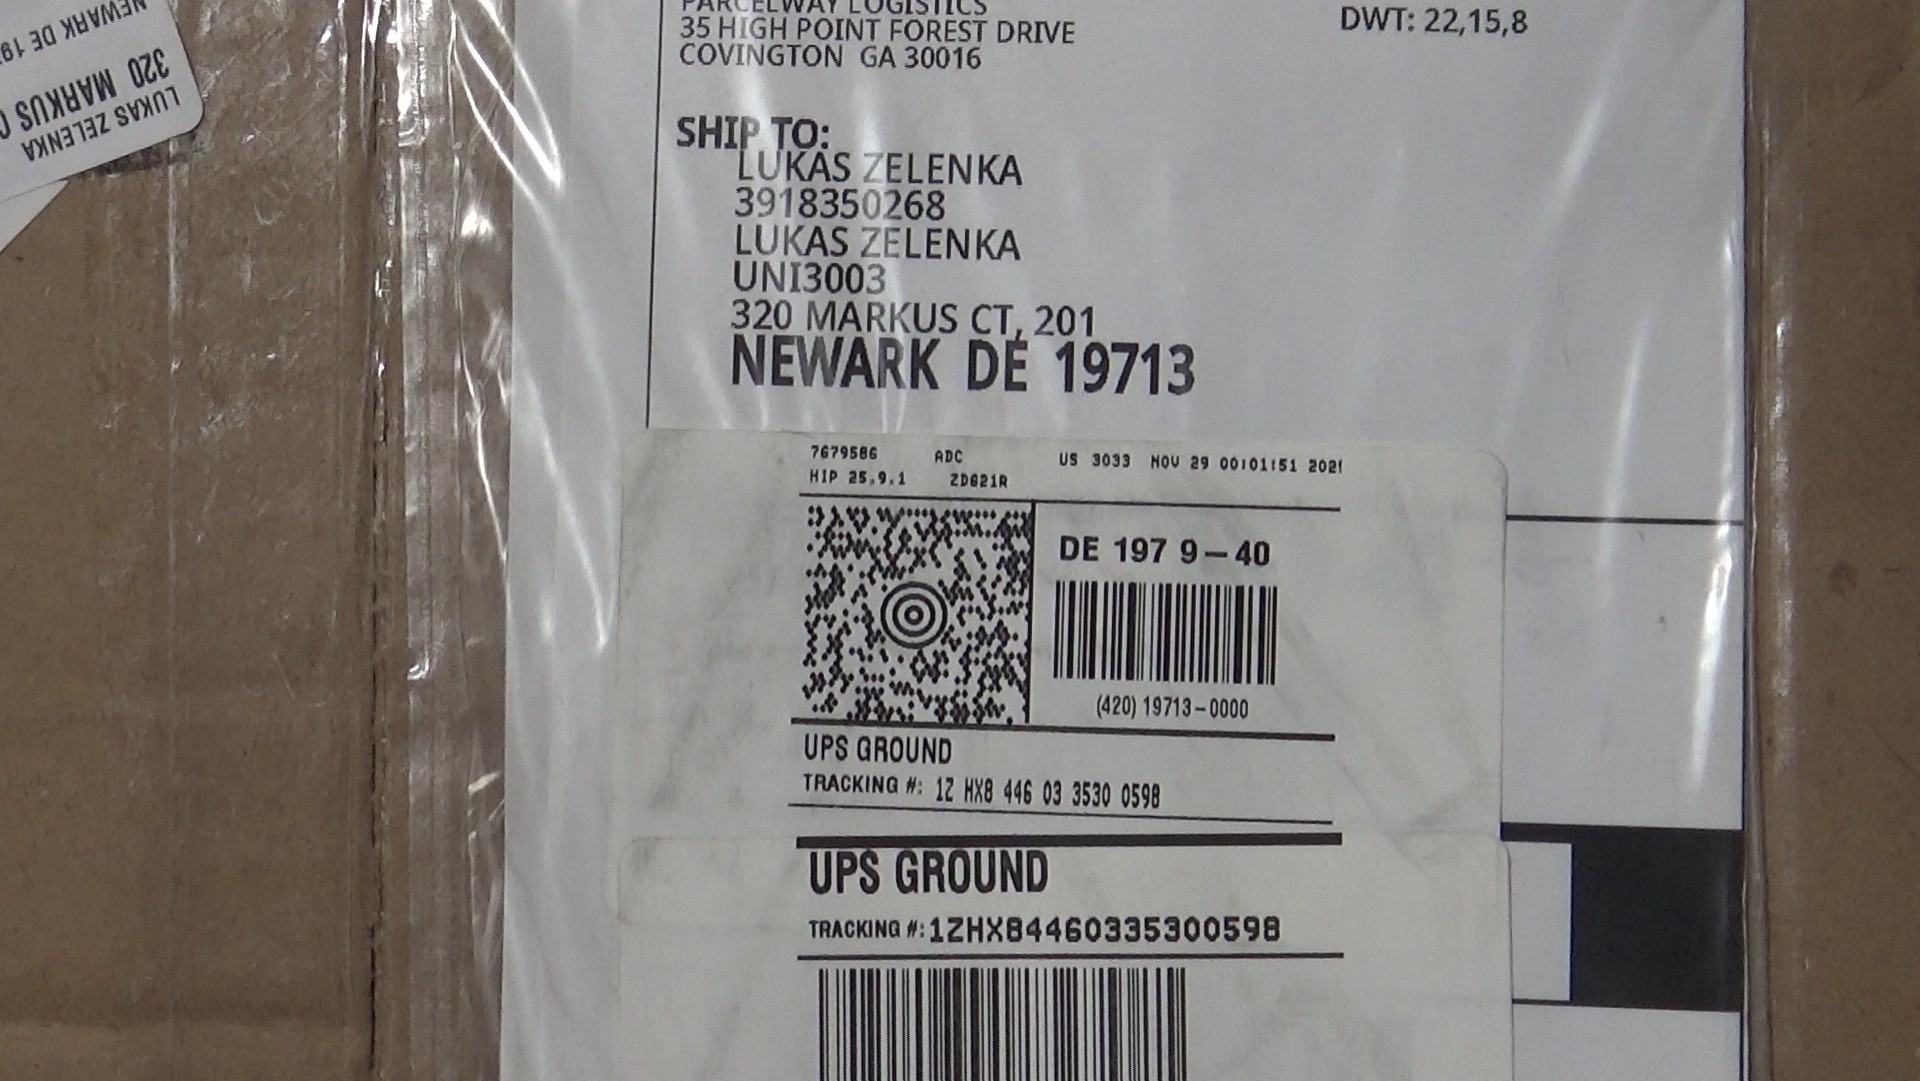 PARCELWAY LOGISTICS
35 HIGH POINT FOREST DRIVE
COVINGTON GA 30016
DWT: 22,15,8
SHIP TO:
LUKAS ZELENKA
3918350268
LUKAS ZELENKA
UNI3003
320 MARKUS CT, 201
NEWARK DE 19713
7679586 ADC US 3033 NOV 29 00:01:51
HIP 25.9.1 ZD621R
DE 197 9-40
(420) 19713-0000
UPS GROUND
TRACKING #: 1Z HX8 446 03 3530 0598
UPS GROUND
TRACKING #: 1ZHX84460335300598
LUKAS ZELENKA
320 MARKUS
NEWARK DE